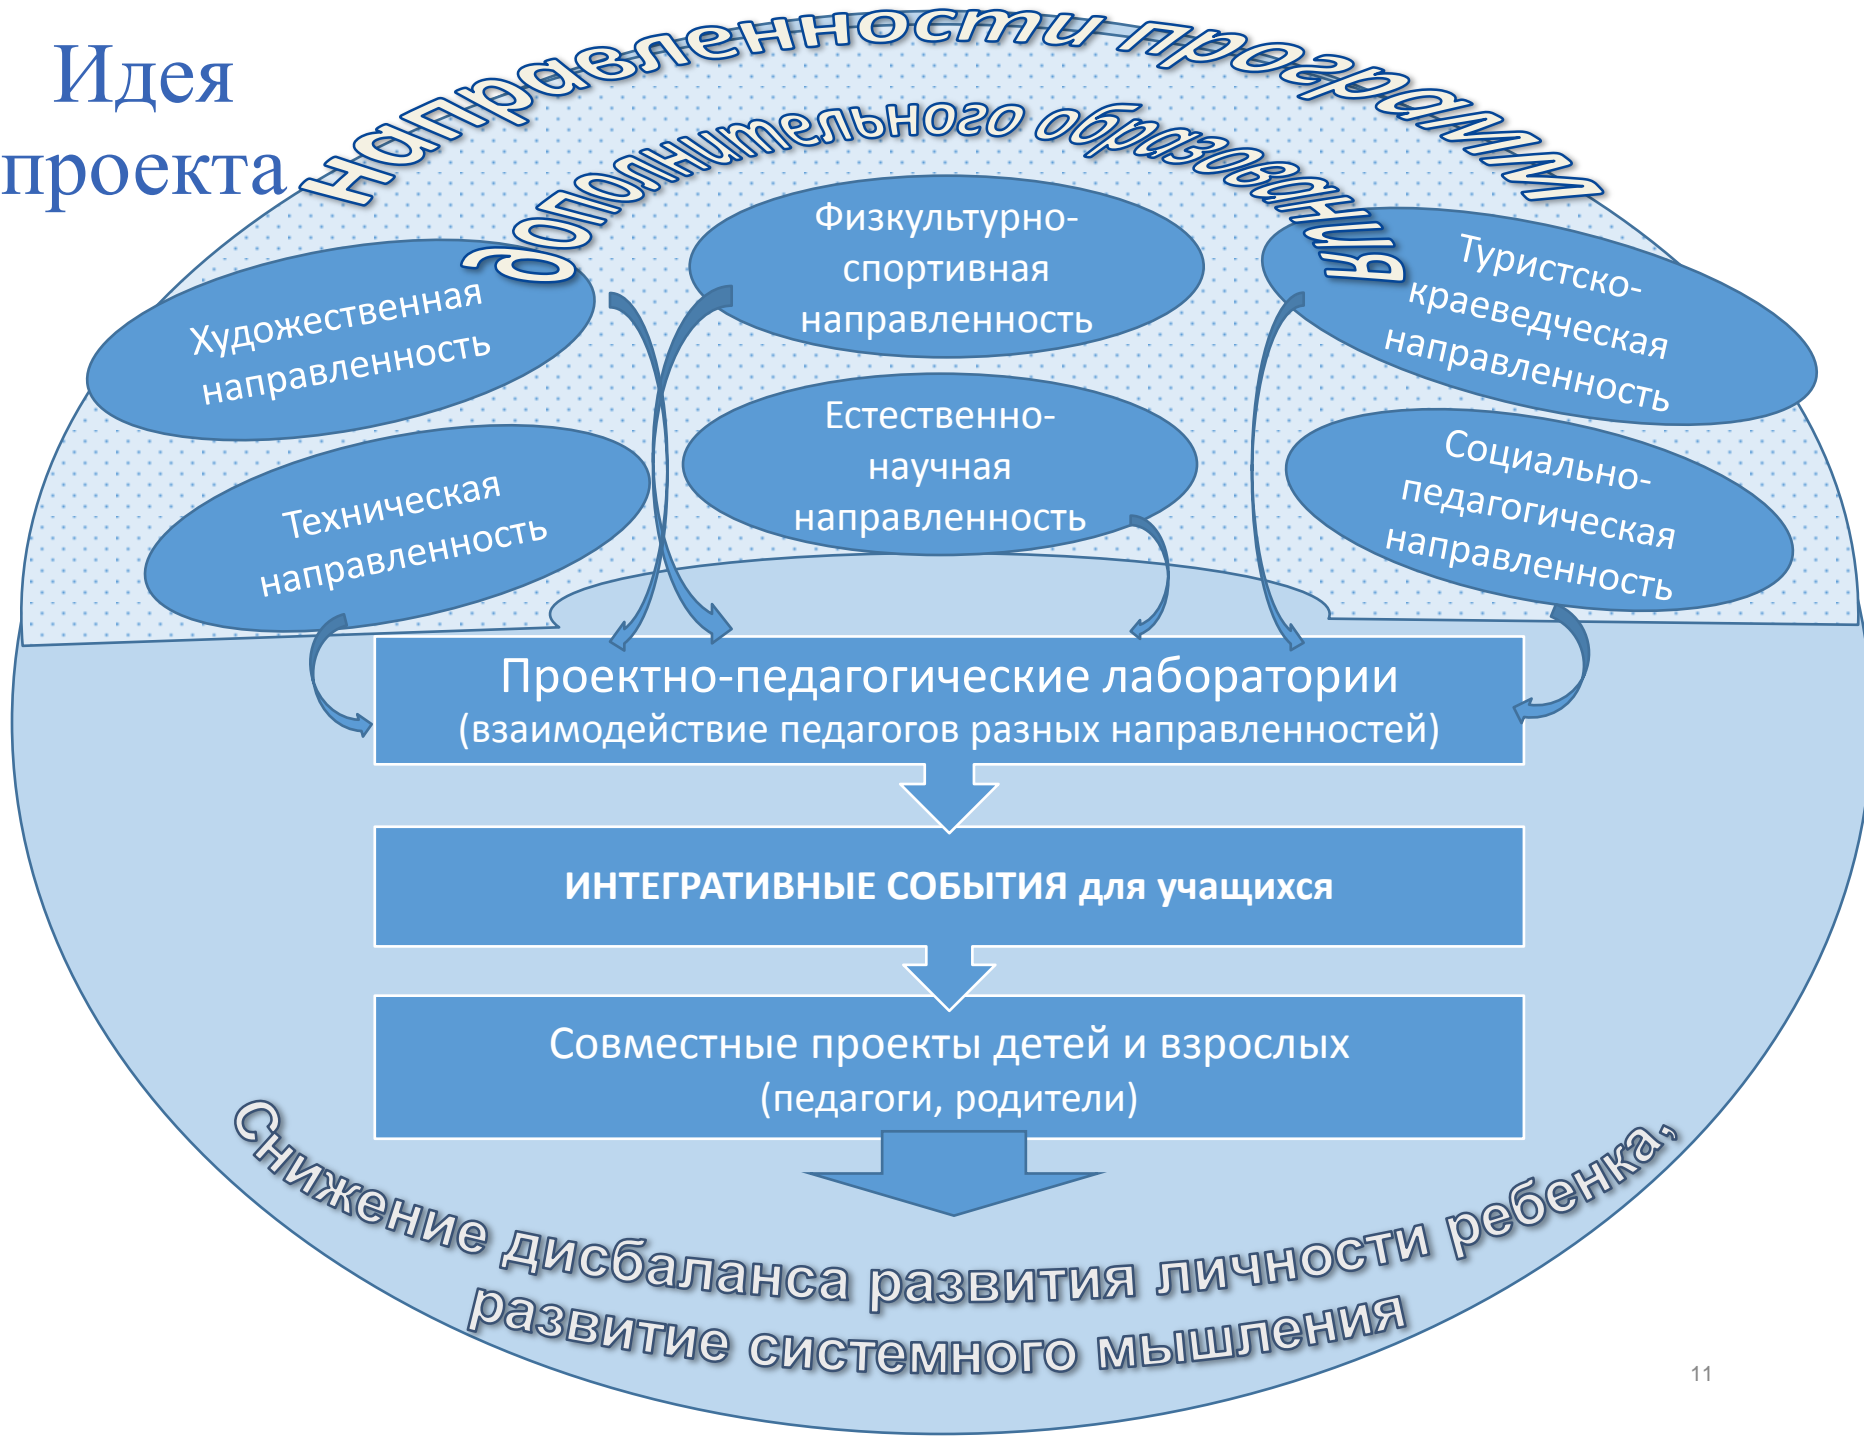 Идея
проекта
Направленности программ
дополнительного образования
Художественная
направленность
Физкультурно-
спортивная
направленность
Туристско-
краеведческая
направленность
Техническая
направленность
Естественно-
научная
направленность
Социально-
педагогическая
направленность
Проектно-педагогические лаборатории
(взаимодействие педагогов разных направленностей)
ИНТЕГРАТИВНЫЕ СОБЫТИЯ для учащихся
Совместные проекты детей и взрослых
(педагоги, родители)
Снижение дисбаланса развития личности ребенка,
развитие системного мышления
11